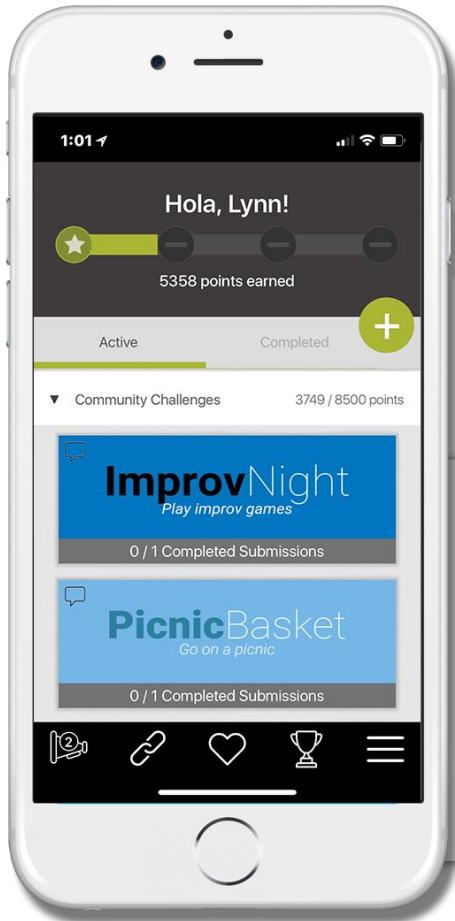 1:01
Hola, Lynn!
5358 points earned
Active
Completed
Community Challenges
3749 / 8500 points
ImprovNight
Play improv games
0 / 1 Completed Submissions
PicnicBasket
Go on a picnic
0 / 1 Completed Submissions
2